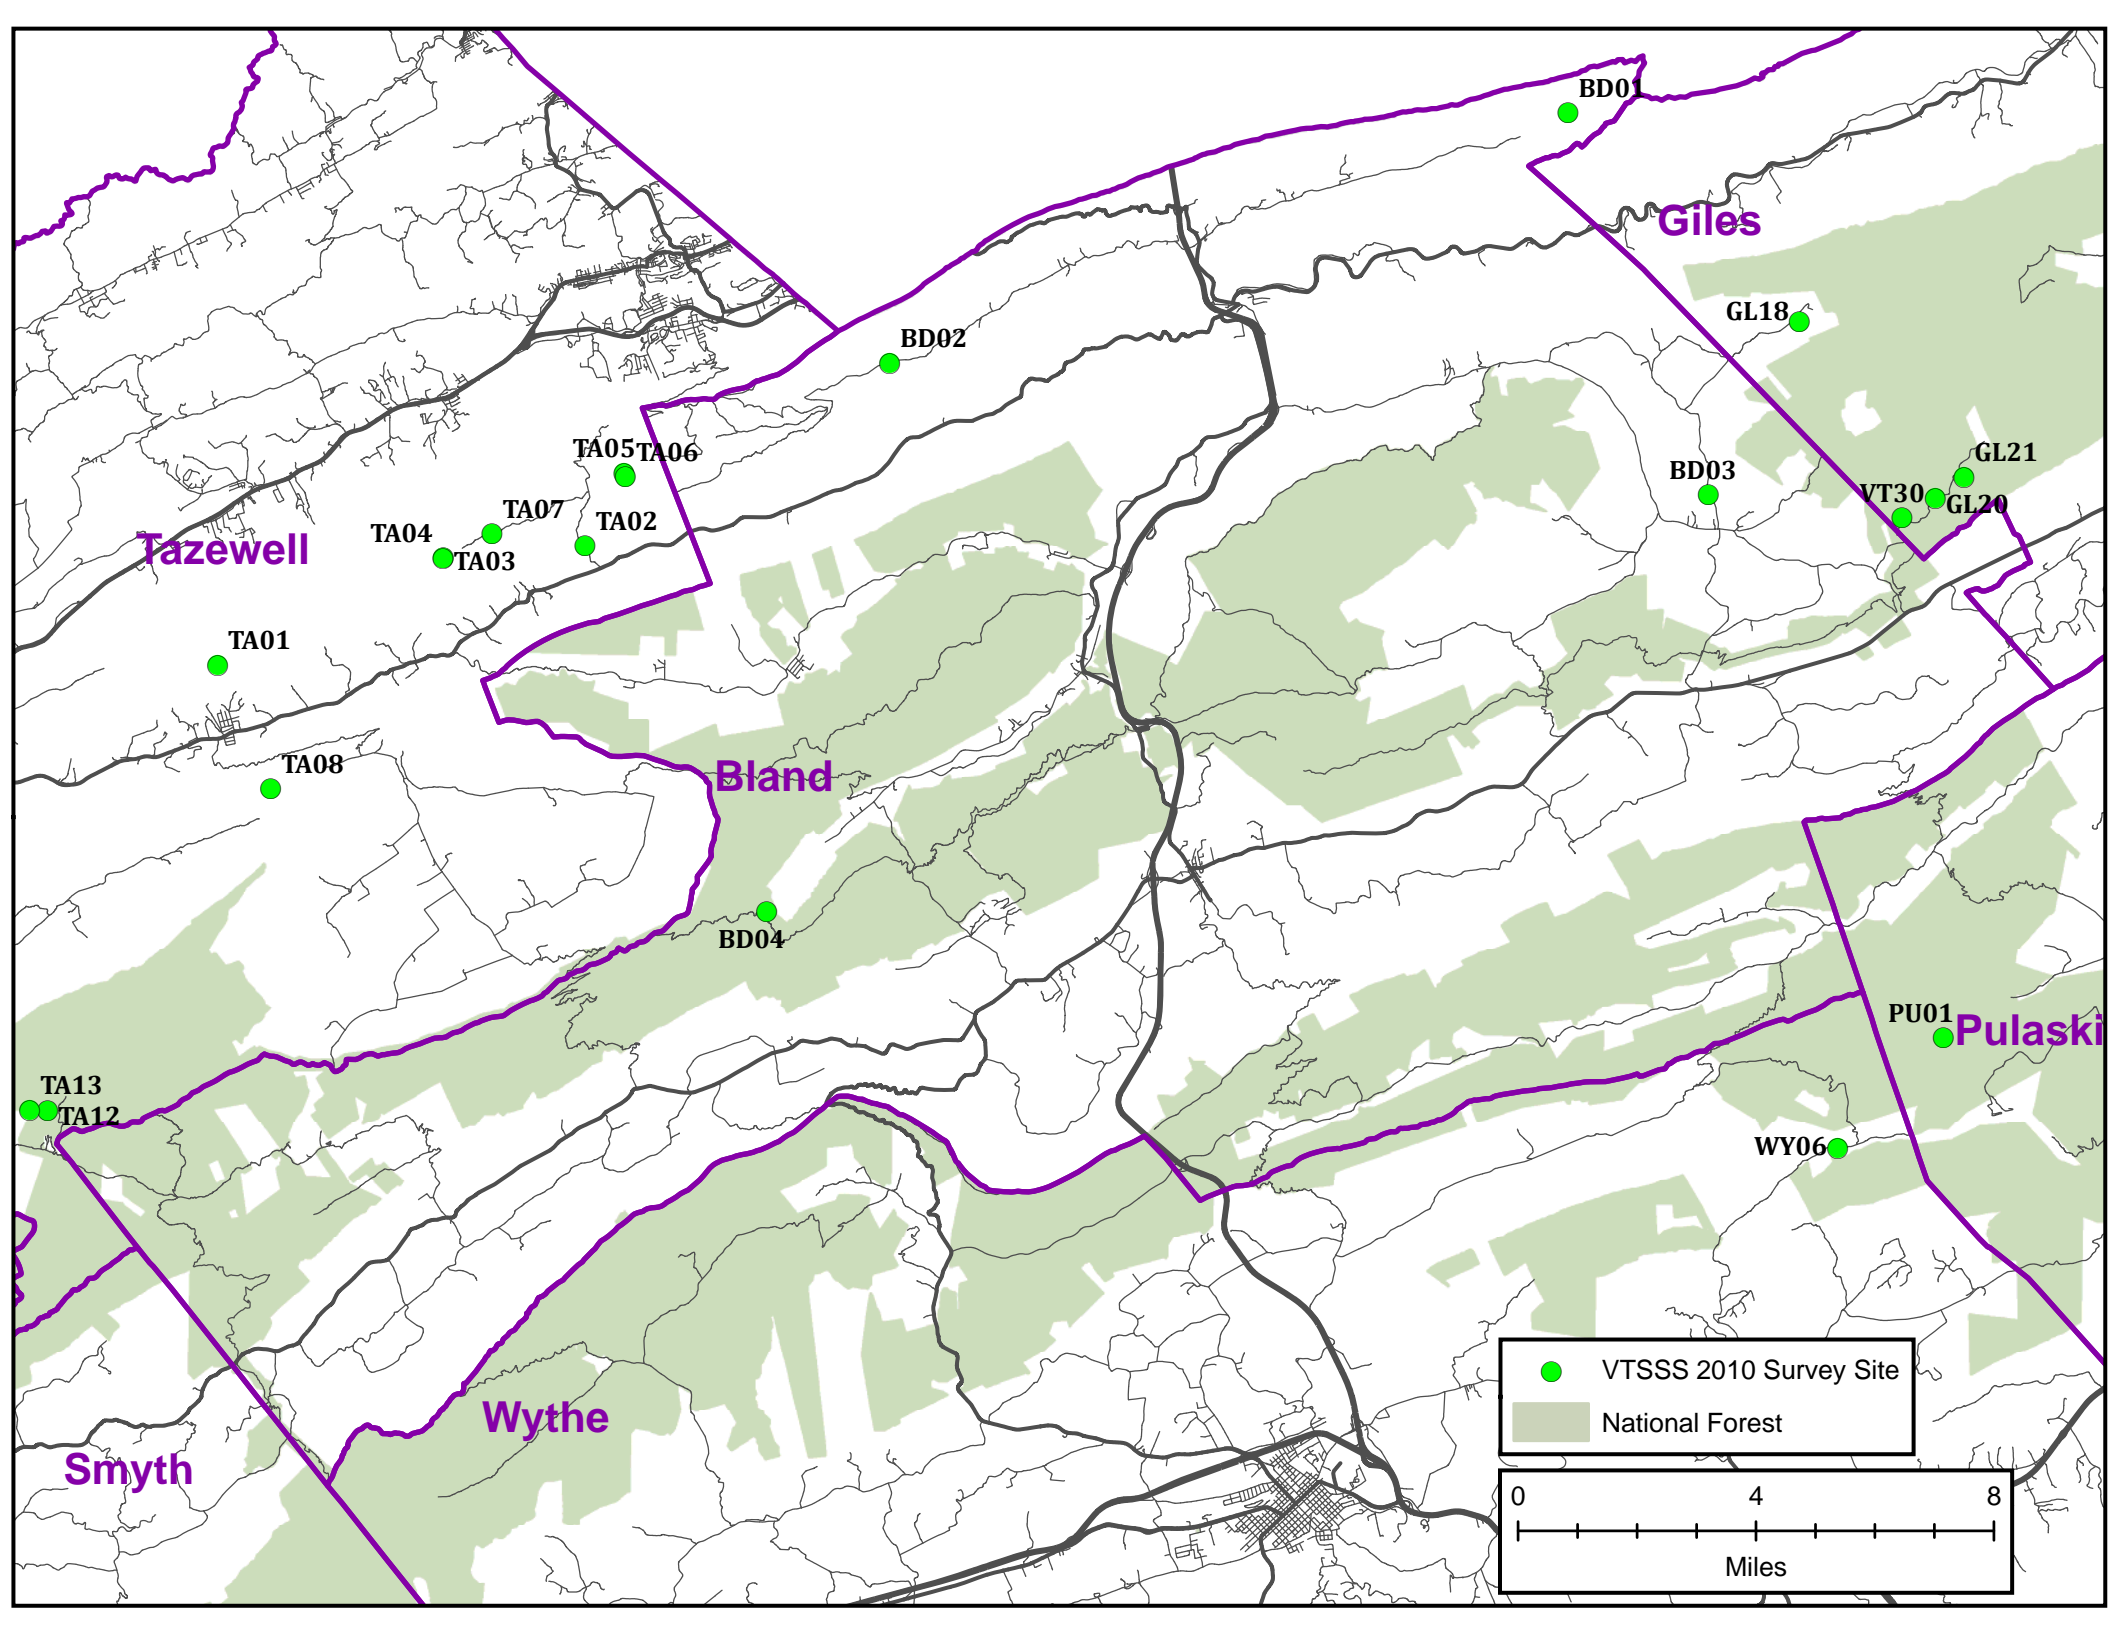 BD01
Giles
GL18
BD02
TA05
TA06
GL21
BD03
VT30
GL20
TA07
TA02
TA04
TA03
Tazewell
TA01
TA08
Bland
BD04
PU01
Pulaski
TA13
TA12
WY06
Wythe
Smyth
VTSSS 2010 Survey Site
National Forest
0 4 8
Miles